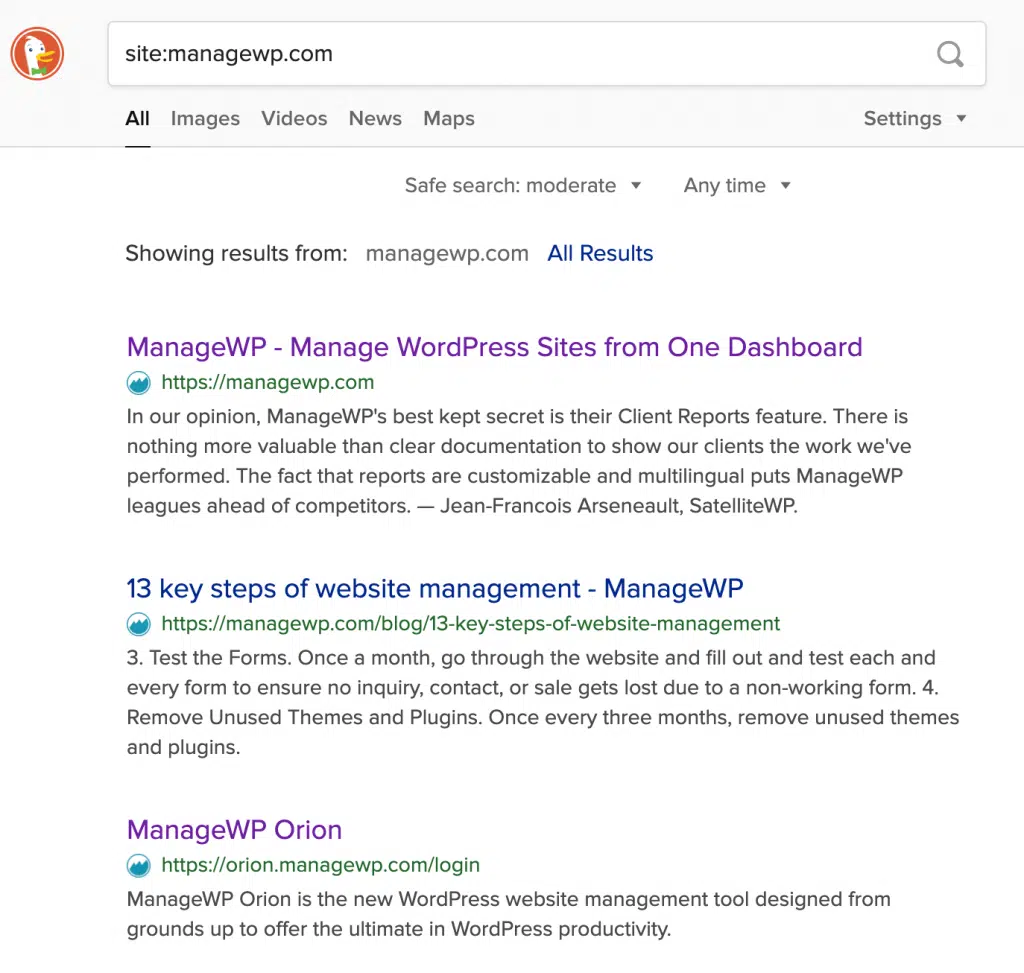 site:managewp.com
All Images Videos News Maps Settings
Safe search: moderate Any time
Showing results from: managewp.com All Results
ManageWP - Manage WordPress Sites from One Dashboard
https://managewp.com
In our opinion, ManageWP's best kept secret is their Client Reports feature. There is
nothing more valuable than clear documentation to show our clients the work we've
performed. The fact that reports are customizable and multilingual puts ManageWP
leagues ahead of competitors. — Jean-Francois Arseneault, SatelliteWP.
13 key steps of website management - ManageWP
https://managewp.com/blog/13-key-steps-of-website-management
3. Test the Forms. Once a month, go through the website and fill out and test each and
every form to ensure no inquiry, contact, or sale gets lost due to a non-working form. 4.
Remove Unused Themes and Plugins. Once every three months, remove unused themes
and plugins.
ManageWP Orion
https://orion.managewp.com/login
ManageWP Orion is the new WordPress website management tool designed from
grounds up to offer the ultimate in WordPress productivity.